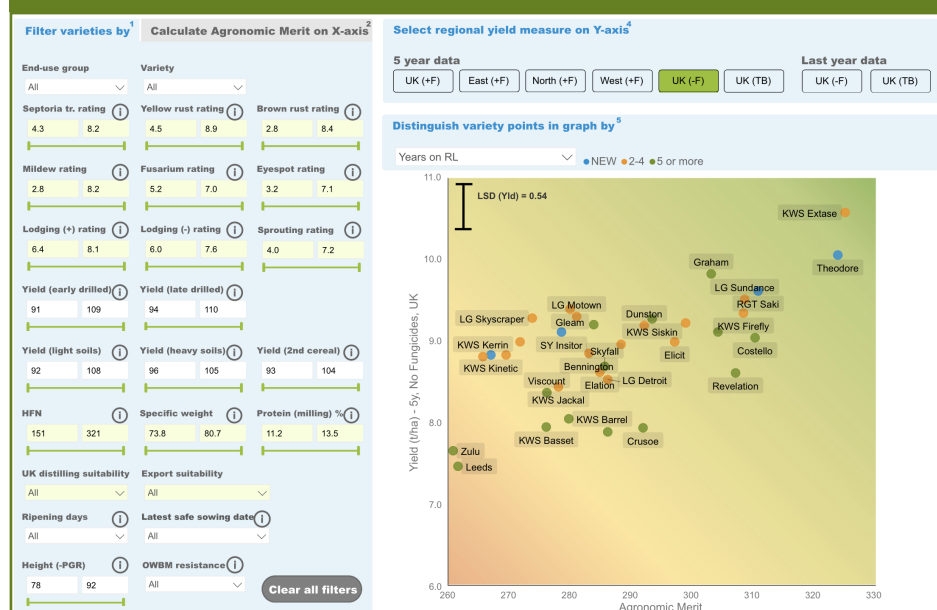 Filter varieties by1
Calculate Agronomic Merit on X-axis2
End-use group Variety
All All
Septoria tr. rating i Yellow rust rating i Brown rust rating i
4.3 8.2 4.5 8.9 2.8 8.4
Mildew rating i Fusarium rating i Eyespot rating i
2.8 8.2 5.2 7.0 3.2 7.1
Lodging (+) rating i Lodging (-) rating i Sprouting rating i
6.4 8.1 6.0 7.6 4.0 7.2
Yield (early drilled) i Yield (late drilled) i
91 109 94 110
Yield (light soils) i Yield (heavy soils) i Yield (2nd cereal) i
92 108 96 105 93 104
HFN i Specific weight i Protein (milling) % i
151 321 73.8 80.7 11.2 13.5
UK distilling suitability Export suitability
All All
Ripening days i Latest safe sowing date i
All All
Height (-PGR) i OWBM resistance i
78 92 All
Clear all filters
Select regional yield measure on Y-axis4
5 year data Last year data
UK (+F) East (+F) North (+F) West (+F) UK (-F) UK (TB) UK (-F) UK (TB)
Distinguish variety points in graph by5
Years on RL NEW 2-4 5 or more
11.0
LSD (Yld) = 0.54
KWS Extase
10.0
Graham
Theodore
LG Sundance
LG Motown
RGT Saki
LG Skyscraper
Gleam
Dunston
KWS Siskin
KWS Firefly
9.0
KWS Kerrin
SY Insitor
Skyfall
Elicit
Costello
KWS Kinetic
Bennington
Viscount
Elation
LG Detroit
Revelation
KWS Jackal
8.0
KWS Barrel
KWS Basset
Crusoe
Zulu
Leeds
7.0
6.0
Yield (t/ha) - 5y, No Fungicides, UK
260 270 280 290 300 310 320 330
Agronomic Merit